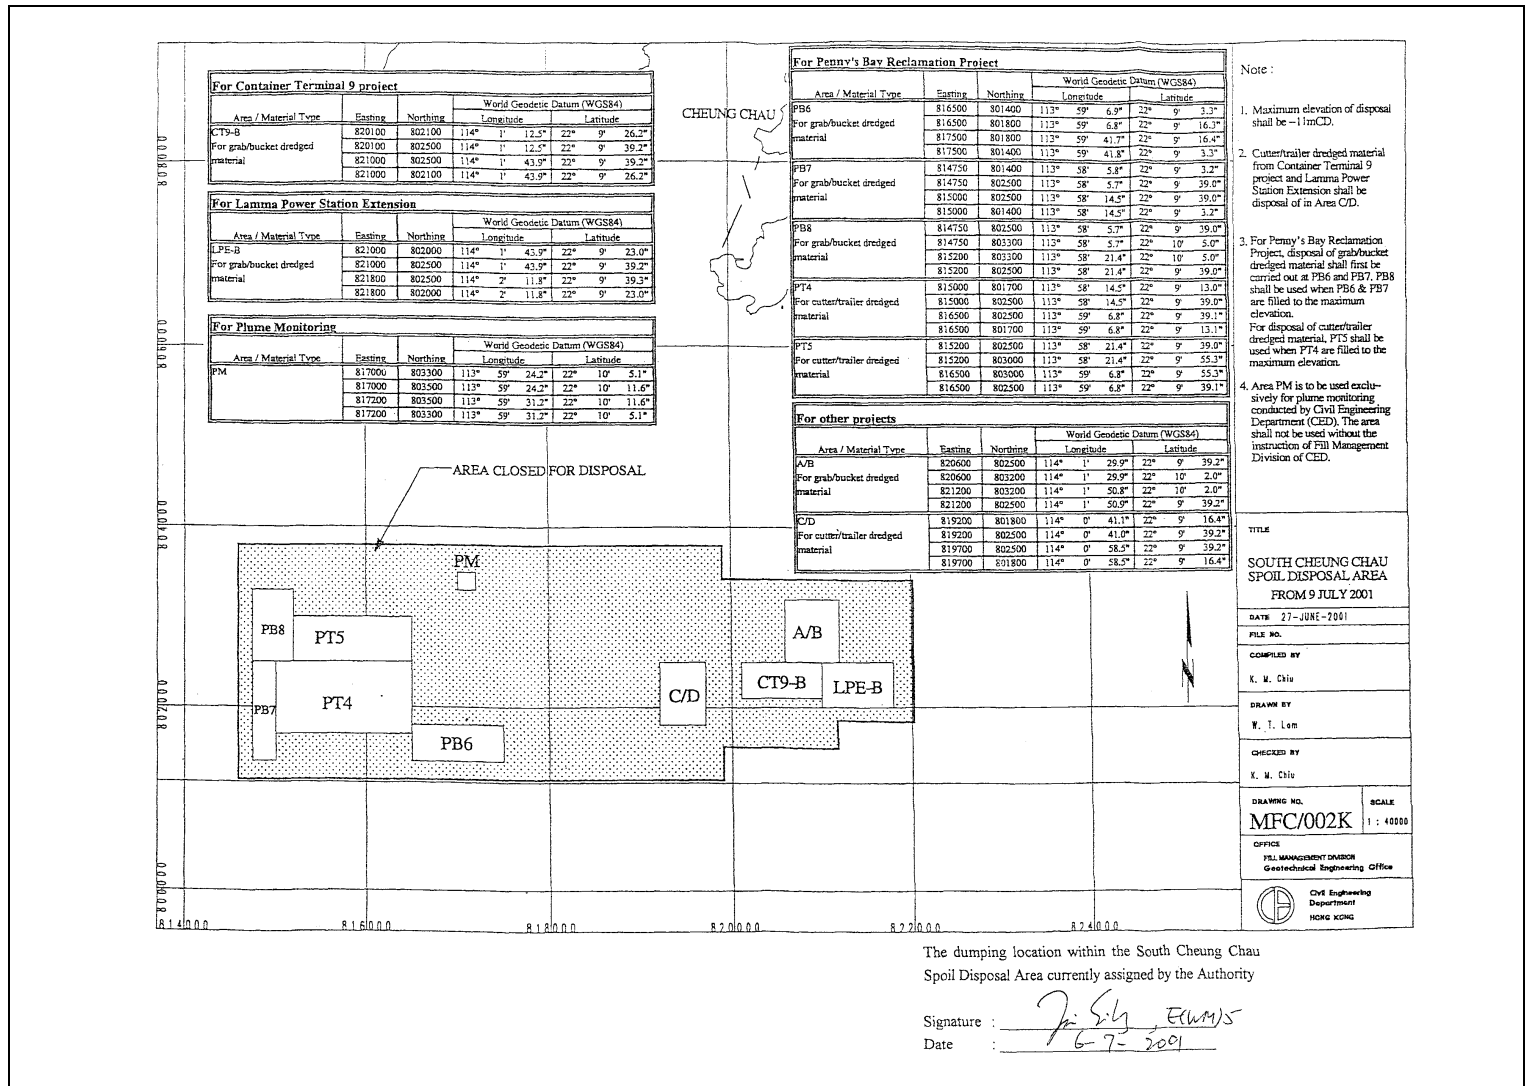 For Container Terminal 9 project
World Geodetic Datum (WGS84)
Area / Material Type Easting Northing Longitude Latitude
CT9-B 820100 802100 114° 1' 12.5" 22° 9' 26.2"
For grab/bucket dredged 820100 802500 114° 1' 12.5" 22° 9' 39.2"
material 821000 802500 114° 1' 43.9" 22° 9' 39.2"
821000 802100 114° 1' 43.9" 22° 9' 26.2"
For Lamma Power Station Extension
World Geodetic Datum (WGS84)
Area / Material Type Easting Northing Longitude Latitude
LPE-B 821000 802000 114° 1' 43.9" 22° 9' 23.0"
For grab/bucket dredged 821000 802500 114° 1' 43.9" 22° 9' 39.2"
material 821800 802500 114° 2' 11.8" 22° 9' 39.3"
821800 802000 114° 2' 11.8" 22° 9' 23.0"
For Plume Monitoring
World Geodetic Datum (WGS84)
Area / Material Type Easting Northing Longitude Latitude
PM 817000 803300 113° 59' 24.2" 22° 10' 5.1"
817000 803500 113° 59' 24.2" 22° 10' 11.6"
817200 803500 113° 59' 31.2" 22° 10' 11.6"
817200 803300 113° 59' 31.2" 22° 10' 5.1"
CHEUNG CHAU
For Penny's Bay Reclamation Project
World Geodetic Datum (WGS84)
Area / Material Type Easting Northing Longitude Latitude
PB6 816500 801400 113° 59' 6.9" 22° 9' 3.3"
For grab/bucket dredged 816500 801800 113° 59' 6.8" 22° 9' 16.3"
material 817500 801800 113° 59' 41.7" 22° 9' 16.4"
817500 801400 113° 59' 41.8" 22° 9' 3.3"
PB7 814750 801400 113° 58' 5.8" 22° 9' 3.2"
For grab/bucket dredged 814750 802500 113° 58' 5.7" 22° 9' 39.0"
material 815000 802500 113° 58' 14.5" 22° 9' 39.0"
815000 801400 113° 58' 14.5" 22° 9' 3.2"
PB8 814750 802500 113° 58' 5.7" 22° 9' 39.0"
For grab/bucket dredged 814750 803300 113° 58' 5.7" 22° 10' 5.0"
material 815200 803300 113° 58' 21.4" 22° 10' 5.0"
815200 802500 113° 58' 21.4" 22° 9' 39.0"
PT4 815000 801700 113° 58' 14.5" 22° 9' 13.0"
For cutter/trailer dredged 815000 802500 113° 58' 14.5" 22° 9' 39.0"
material 816500 802500 113° 59' 6.8" 22° 9' 39.1"
816500 801700 113° 59' 6.8" 22° 9' 13.1"
PT5 815200 802500 113° 58' 21.4" 22° 9' 39.0"
For cutter/trailer dredged 815200 803000 113° 58' 21.4" 22° 9' 55.3"
material 816500 803000 113° 59' 6.8" 22° 9' 55.3"
816500 802500 113° 59' 6.8" 22° 9' 39.1"
For other projects
World Geodetic Datum (WGS84)
Area / Material Type Easting Northing Longitude Latitude
A/B 820600 802500 114° 1' 29.9" 22° 9' 39.2"
For grab/bucket dredged 820600 803200 114° 1' 29.9" 22° 10' 2.0"
material 821200 803200 114° 1' 50.8" 22° 10' 2.0"
821200 802500 114° 1' 50.9" 22° 9' 39.2"
C/D 819200 801800 114° 0' 41.1" 22° 9' 16.4"
For cutter/trailer dredged 819200 802500 114° 0' 41.0" 22° 9' 39.2"
material 819700 802500 114° 0' 58.5" 22° 9' 39.2"
819700 801800 114° 0' 58.5" 22° 9' 16.4"
Note :
1. Maximum elevation of disposal
shall be -11mCD.
2. Cutter/trailer dredged material
from Container Terminal 9
project and Lamma Power
Station Extension shall be
disposal of in Area C/D.
3. For Penny's Bay Reclamation
Project, disposal of grab/bucket
dredged material shall first be
carried out at PB6 and PB7, PB8
shall be used when PB6 & PB7
are filled to the maximum
elevation.
For disposal of cutter/trailer
dredged material, PT5 shall be
used when PT4 are filled to the
maximum elevation.
4. Area PM is to be used exclu-
sively for plume monitoring
conducted by Civil Engineering
Department (CED). The area
shall not be used without the
instruction of Fill Management
Division of CED.
AREA CLOSED FOR DISPOSAL
PM
PB8
PT5
PB7
PT4
PB6
C/D
A/B
CT9-B
LPE-B
808000
806000
804000
802000
800000
814000
816000
818000
820000
822000
824000
N
TITLE
SOUTH CHEUNG CHAU
SPOIL DISPOSAL AREA
FROM 9 JULY 2001
DATE 27-JUNE-2001
FILE NO.
COMPILED BY
K. M. Chiu
DRAWN BY
W. T. Lam
CHECKED BY
K. M. Chiu
DRAWING NO.
MFC/002K
SCALE
1 : 40000
OFFICE
FILL MANAGEMENT DIVISION
Geotechnical Engineering Office
Civil Engineering
Department
HONG KONG
The dumping location within the South Cheung Chau
Spoil Disposal Area currently assigned by the Authority
Signature : , E(WM)5
Date : 6-7-2001